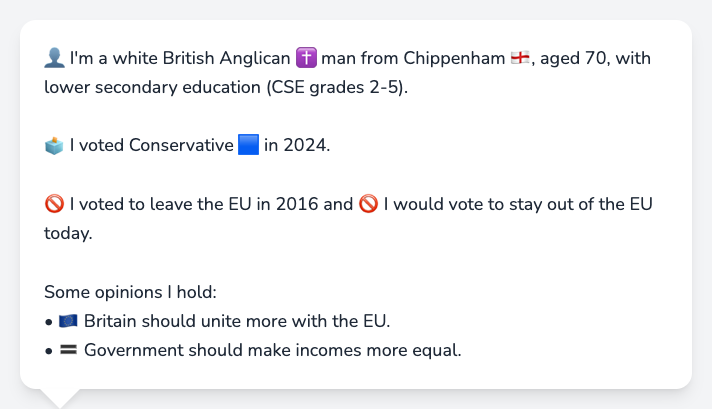 👤 I'm a white British Anglican ✝️ man from Chippenham 🏴󠁧󠁢󠁥󠁮󠁧󠁿, aged 70, with
lower secondary education (CSE grades 2-5).
🗳️ I voted Conservative 🟦 in 2024.
🚫 I voted to leave the EU in 2016 and 🚫 I would vote to stay out of the EU
today.
Some opinions I hold:
• 🇪🇺 Britain should unite more with the EU.
• 🟰 Government should make incomes more equal.